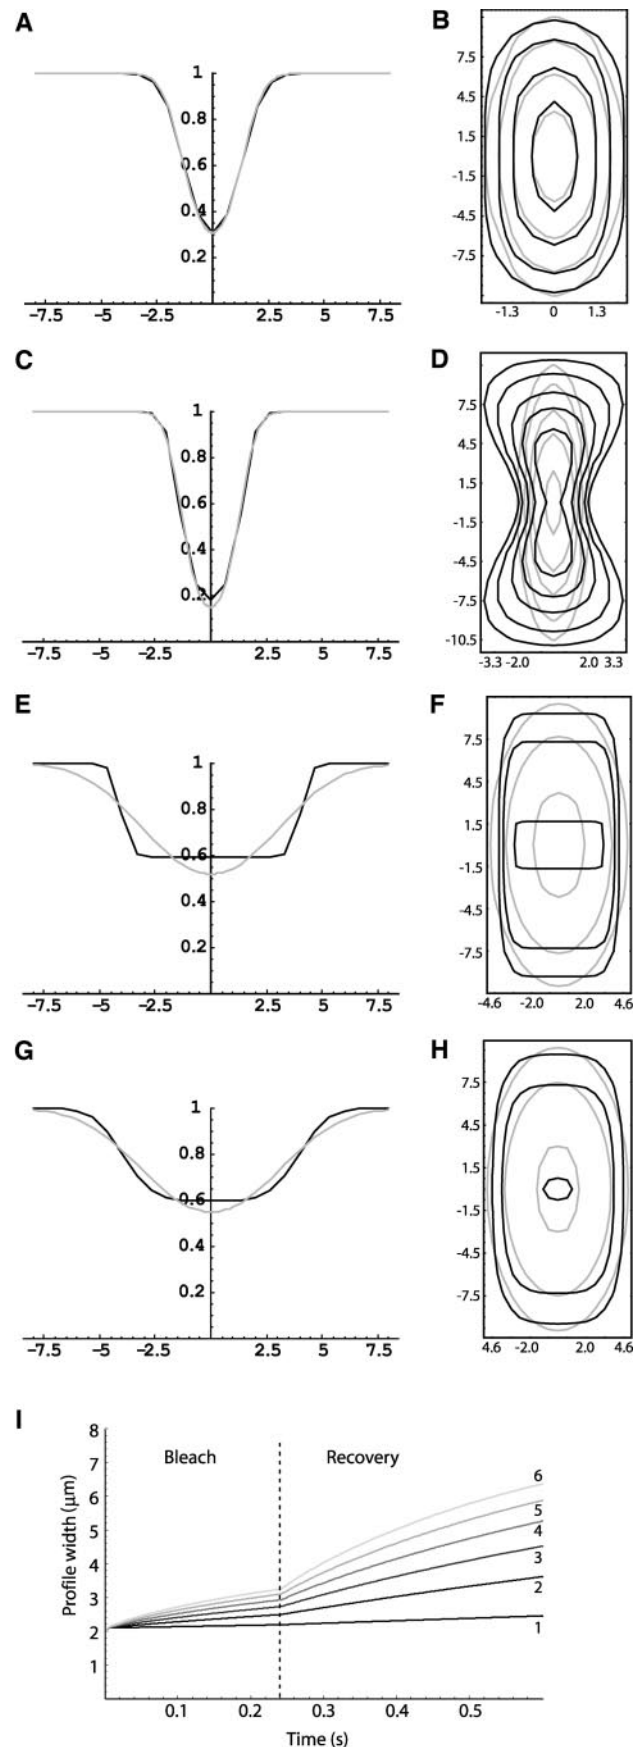 A
B
1
0.8
0.6
0.4
0.2
−7.5 −5 −2.5 2.5 5 7.5
7.5
4.5
1.5
-1.5
-4.5
-7.5
-1.3 0 1.3
C
D
1
0.8
0.6
0.4
0.2
−7.5 −5 −2.5 2.5 5 7.5
7.5
4.5
1.5
-1.5
-4.5
-7.5
-10.5
-3.3 -2.0 2.0 3.3
E
F
1
0.8
0.6
0.4
0.2
−7.5 −5 −2.5 2.5 5 7.5
7.5
4.5
1.5
-1.5
-4.5
-7.5
-4.6 -2.0 2.0 4.6
G
H
1
0.8
0.6
0.4
0.2
−7.5 −5 −2.5 2.5 5 7.5
7.5
4.5
1.5
-1.5
-4.5
-7.5
4.6 -2.0 2.0 4.6
I
Profile width (μm)
8
7
6
5
4
3
2
1
Bleach Recovery
6
5
4
3
2
1
0.1 0.2 0.3 0.4 0.5
Time (s)